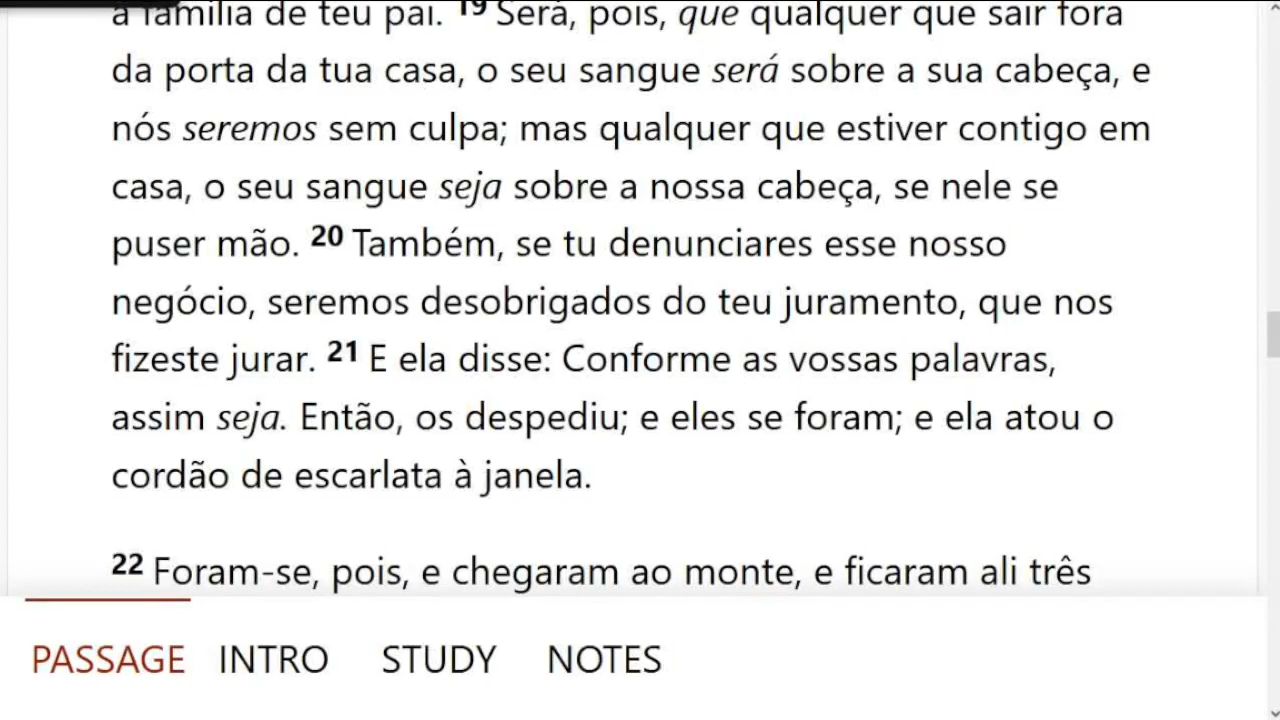 a família de teu pai. 19 Será, pois, que qualquer que sair fora
da porta da tua casa, o seu sangue será sobre a sua cabeça, e
nós seremos sem culpa; mas qualquer que estiver contigo em
casa, o seu sangue seja sobre a nossa cabeça, se nele se
puser mão. 20 Também, se tu denunciares esse nosso
negócio, seremos desobrigados do teu juramento, que nos
fizeste jurar. 21 E ela disse: Conforme as vossas palavras,
assim seja. Então, os despediu; e eles se foram; e ela atou o
cordão de escarlata à janela.
22 Foram-se, pois, e chegaram ao monte, e ficaram ali três
PASSAGE INTRO STUDY NOTES